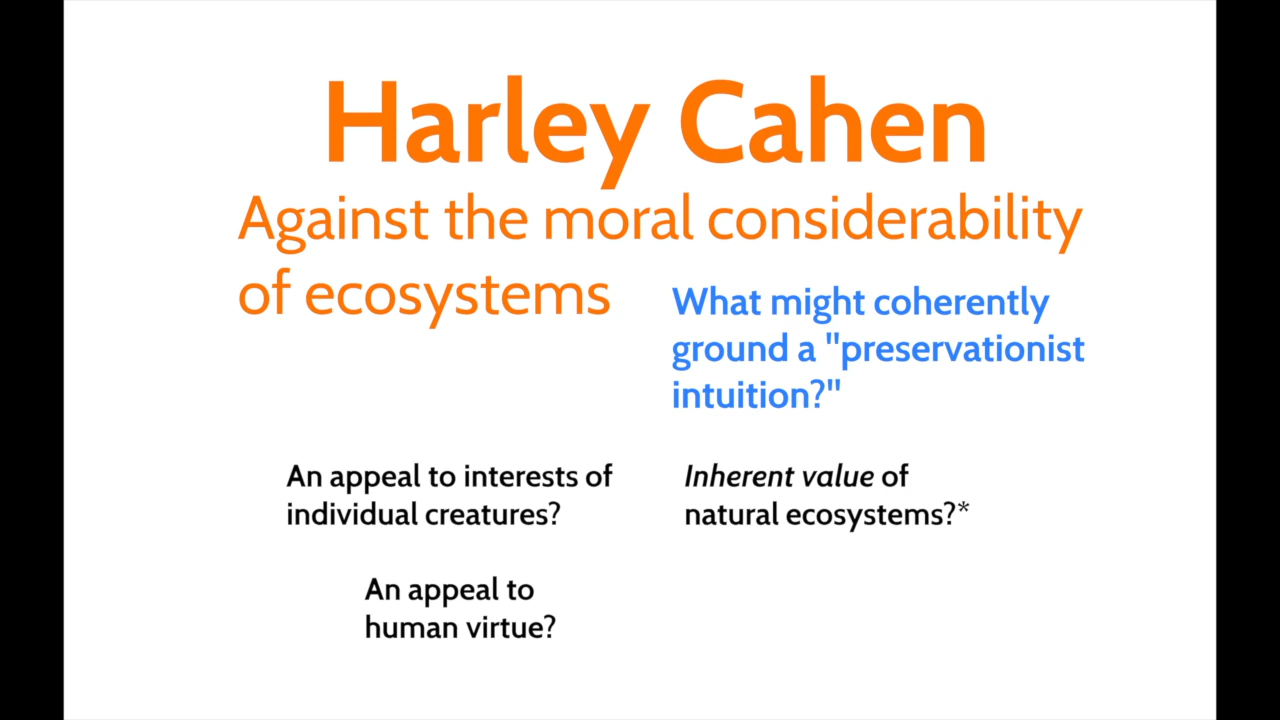 Harley Cahen
Against the moral considerability
of ecosystems
What might coherently
ground a "preservationist
intuition?"
An appeal to interests of
individual creatures?
Inherent value of
natural ecosystems?*
An appeal to
human virtue?